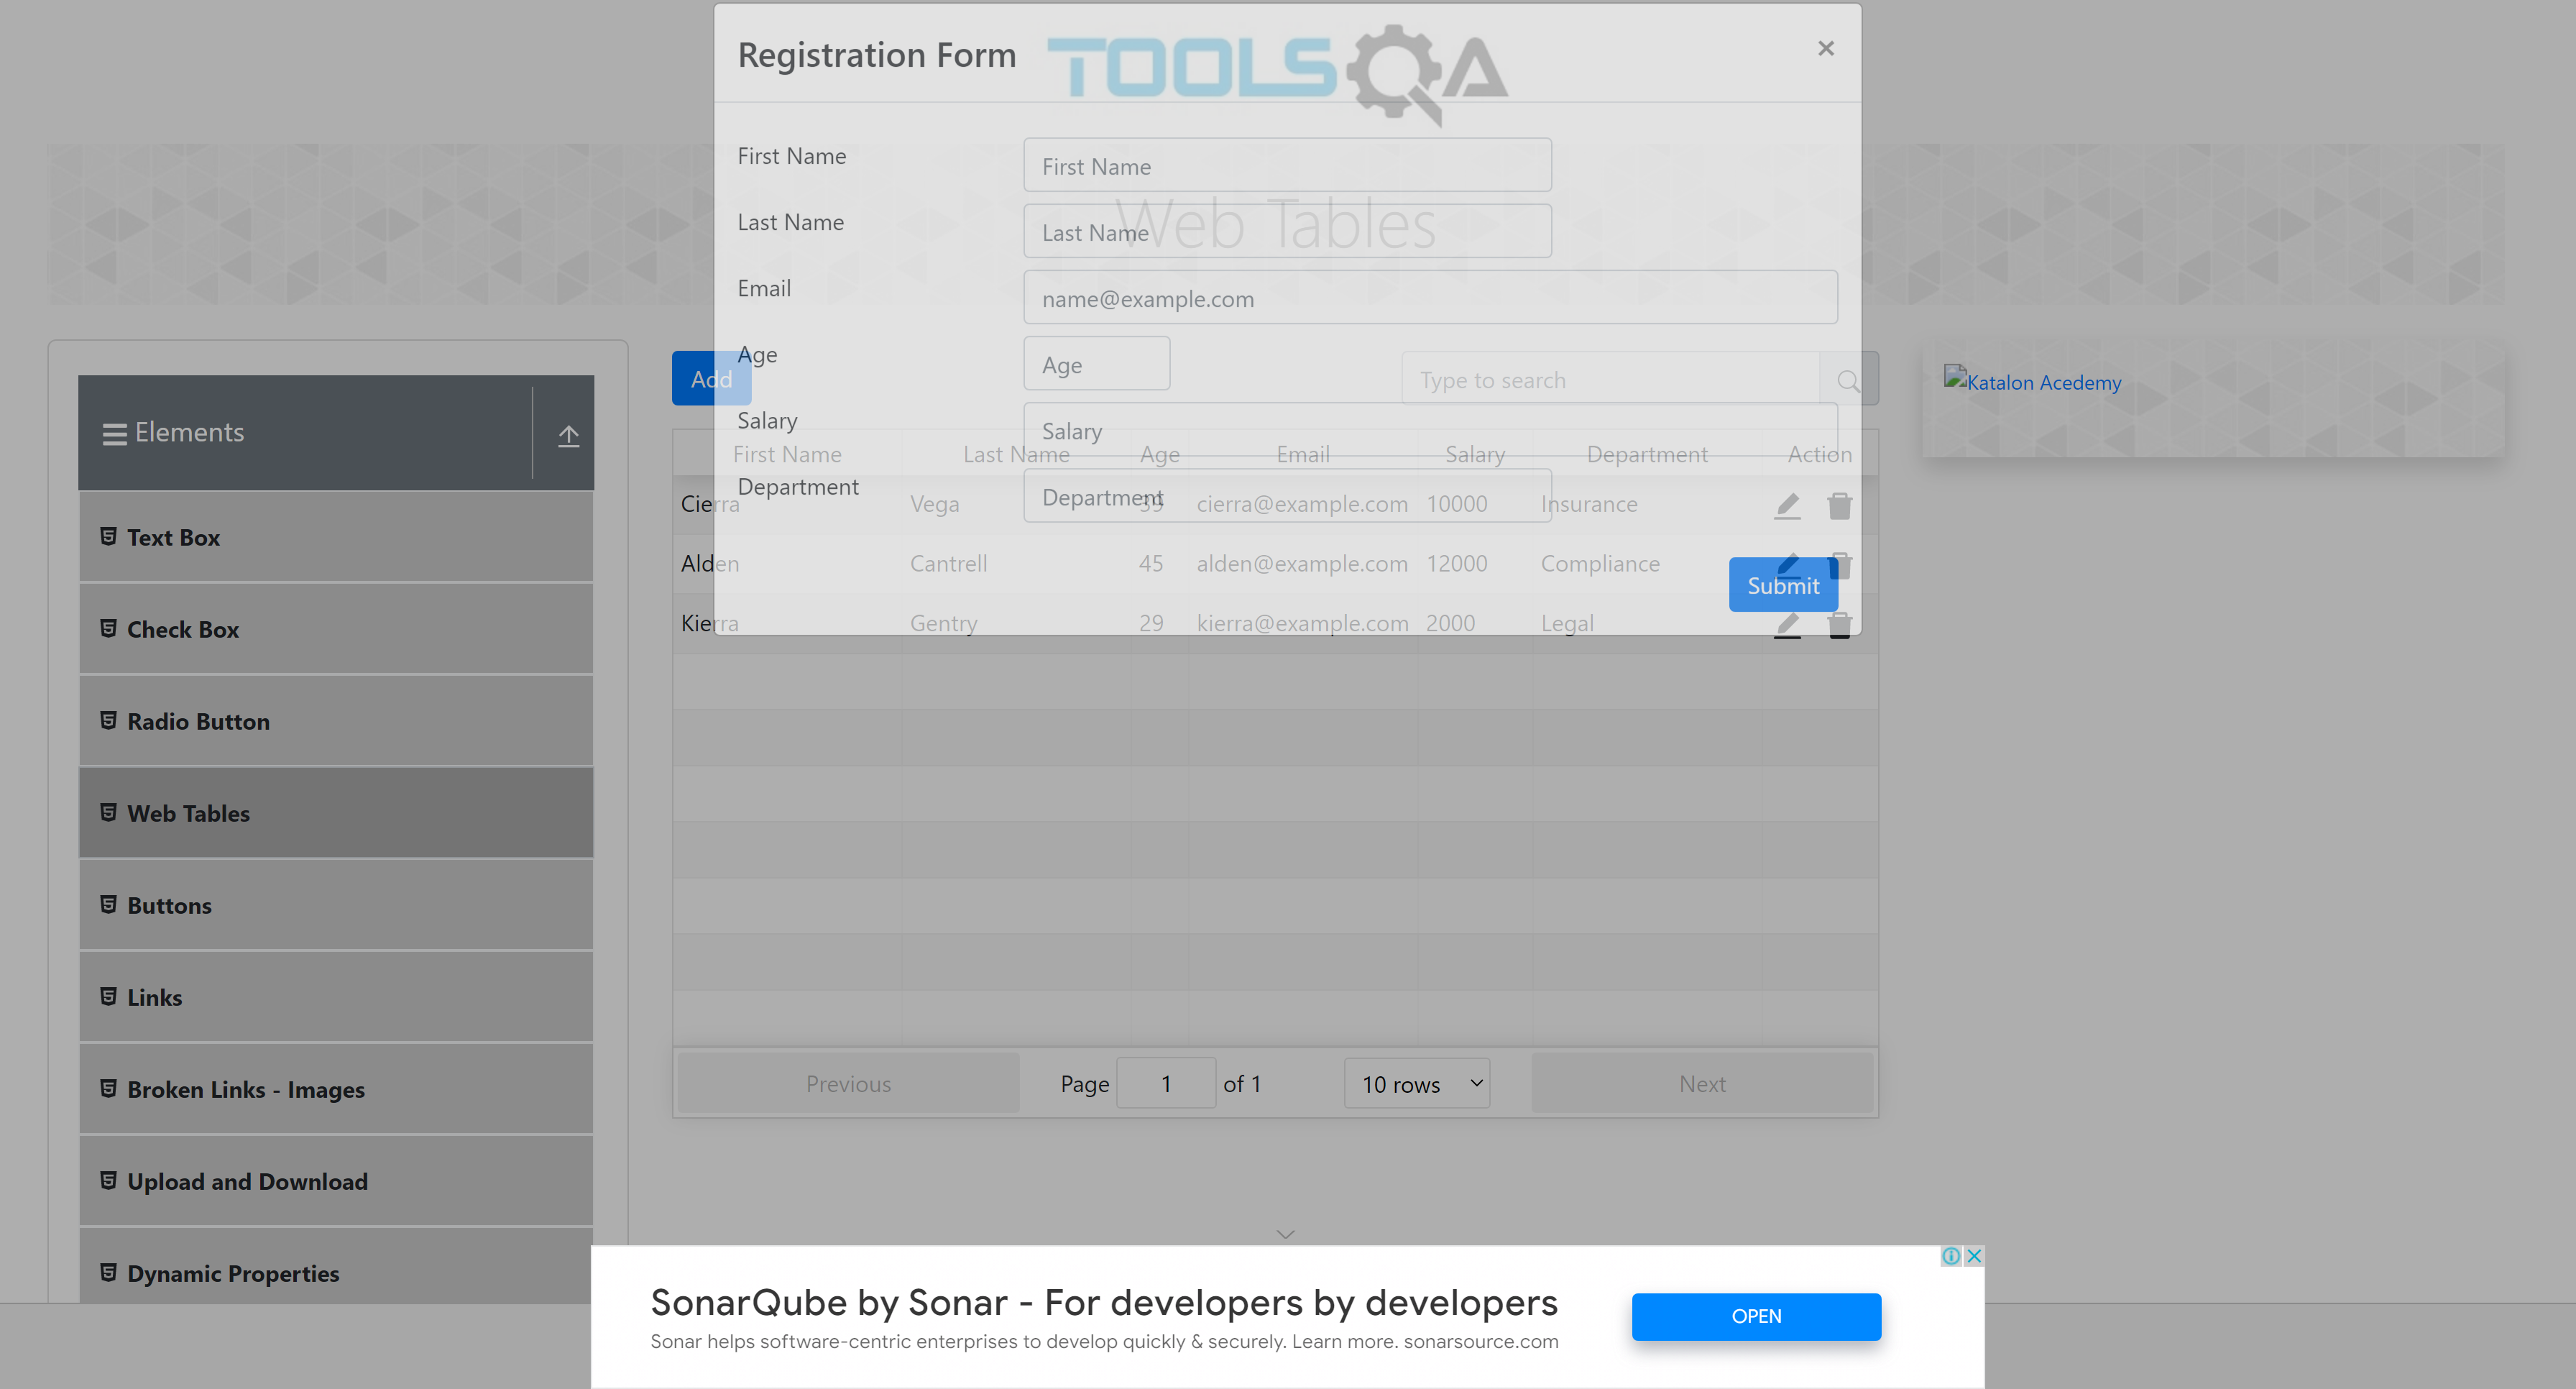 Registration Form
TOOLSQA
×
First Name
First Name
Web Tables
Last Name
Last Name
Email
name@example.com
Age
Age
Add
Type to search
Katalon Acedemy
Salary
Salary
Elements
First Name Last Name Age Email Salary Department Action
Department
Department
Cierra Vega 39 cierra@example.com 10000 Insurance
Alden Cantrell 45 alden@example.com 12000 Compliance
Submit
Kierra Gentry 29 kierra@example.com 2000 Legal
Text Box
Check Box
Radio Button
Web Tables
Buttons
Links
Broken Links - Images
Upload and Download
Dynamic Properties
Previous Page 1 of 1 10 rows Next
SonarQube by Sonar - For developers by developers
Sonar helps software-centric enterprises to develop quickly & securely. Learn more. sonarsource.com
OPEN